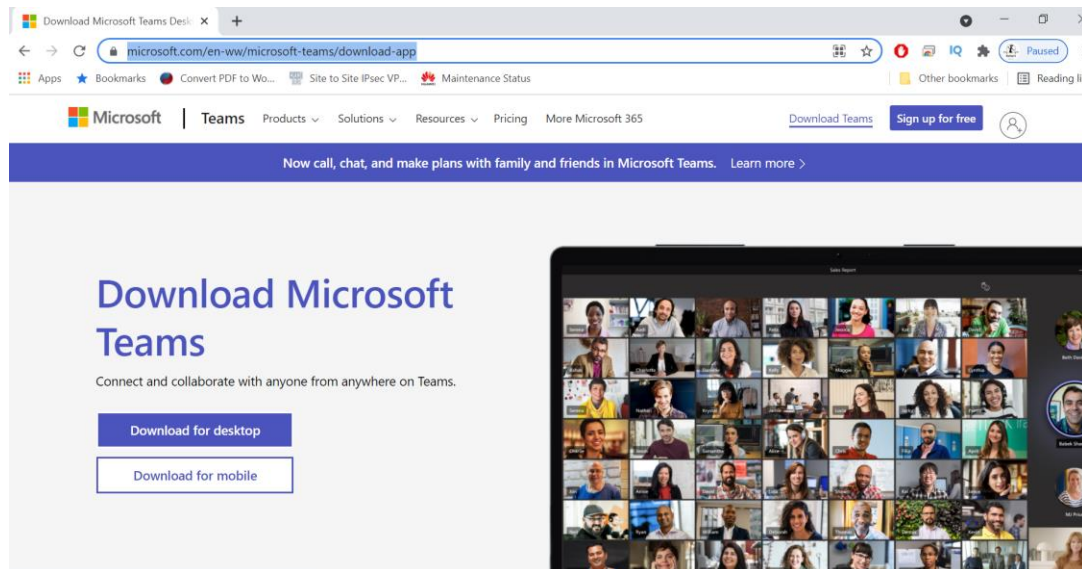 Download Microsoft Teams Desk
microsoft.com/en-ww/microsoft-teams/download-app
IQ
Paused
Apps
Bookmarks
Convert PDF to Wo...
Site to Site IPsec VP...
Maintenance Status
Other bookmarks
Reading li
Microsoft
Teams
Products
Solutions
Resources
Pricing
More Microsoft 365
Download Teams
Sign up for free
Now call, chat, and make plans with family and friends in Microsoft Teams. Learn more
Download Microsoft
Teams
Connect and collaborate with anyone from anywhere on Teams.
Download for desktop
Download for mobile
Sales Report